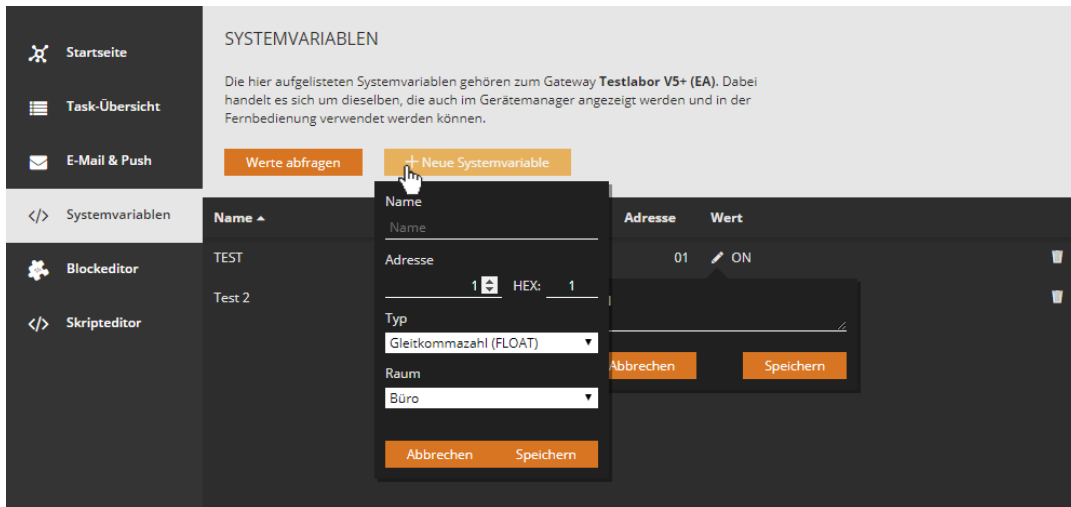 Startseite
Task-Übersicht
E-Mail & Push
</> Systemvariablen
Blockeditor
</> Skripteditor
SYSTEMVARIABLEN
Die hier aufgelisteten Systemvariablen gehören zum Gateway Testlabor V5+ (EA). Dabei
handelt es sich um dieselben, die auch im Gerätemanager angezeigt werden und in der
Fernbedienung verwendet werden können.
Werte abfragen
+ Neue Systemvariable
Name Adresse Wert
TEST 01 ON
Test 2
Name
Name
Adresse
1 HEX: 1
Typ
Gleitkommazahl (FLOAT)
Raum
Büro
Abbrechen Speichern
Abbrechen Speichern